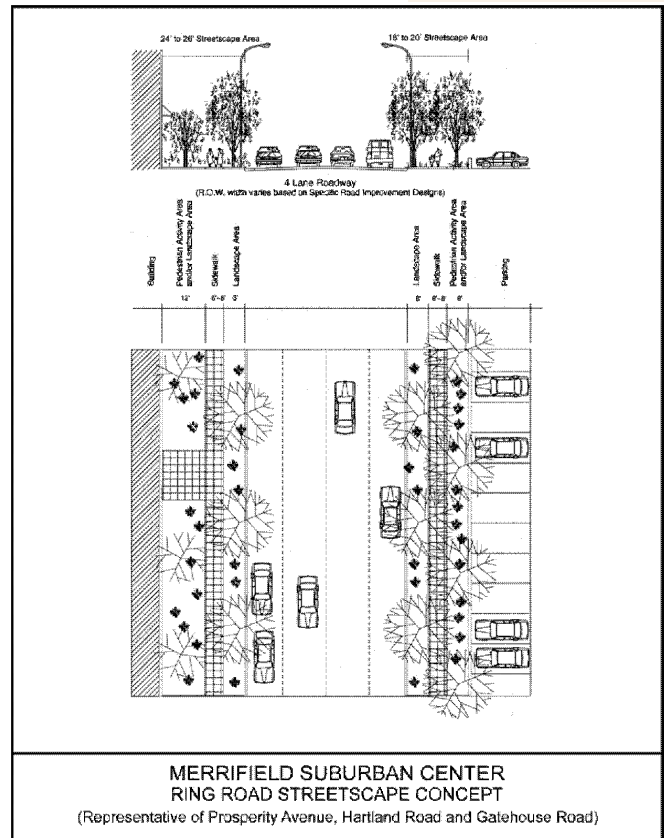 24' to 26' Streetscape Area
18' to 20' Streetscape Area
4 Lane Roadway
(R.O.W. width varies based on Specific Road Improvement Designs)
Building
Pedestrian Activity Area
and/or Landscape Area
Sidewalk
Landscape Area
Landscape Area
Sidewalk
Pedestrian Activity Area
and/or Landscape Area
Parking
12'
6'-8'
6'
6'
6'-8'
6'
MERRIFIELD SUBURBAN CENTER
RING ROAD STREETSCAPE CONCEPT
(Representative of Prosperity Avenue, Hartland Road and Gatehouse Road)